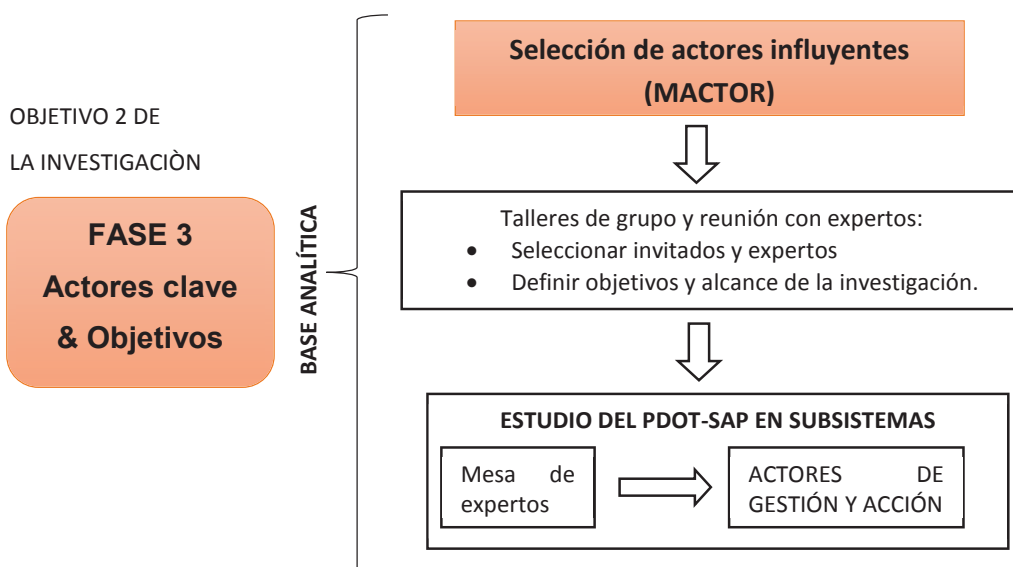 OBJETIVO 2 DE
LA INVESTIGACIÒN
FASE 3
Actores clave
& Objetivos
BASE ANALÍTICA
Selección de actores influyentes
(MACTOR)
Talleres de grupo y reunión con expertos:
• Seleccionar invitados y expertos
• Definir objetivos y alcance de la investigación.
ESTUDIO DEL PDOT-SAP EN SUBSISTEMAS
Mesa de
expertos
ACTORES DE
GESTIÓN Y ACCIÓN